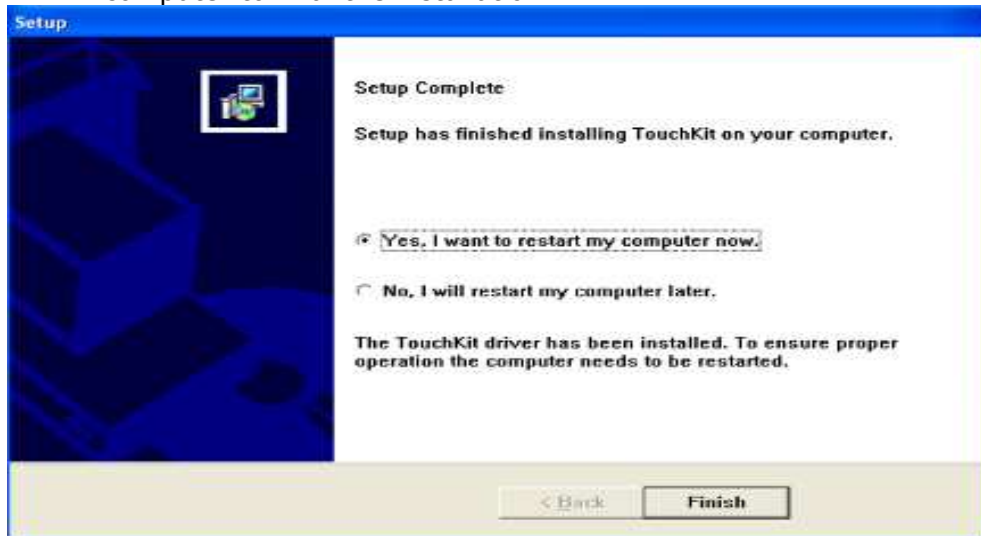 Setup
Setup Complete
Setup has finished installing TouchKit on your computer.
Yes, I want to restart my computer now.
No, I will restart my computer later.
The TouchKit driver has been installed. To ensure proper
operation the computer needs to be restarted.
< Back Finish